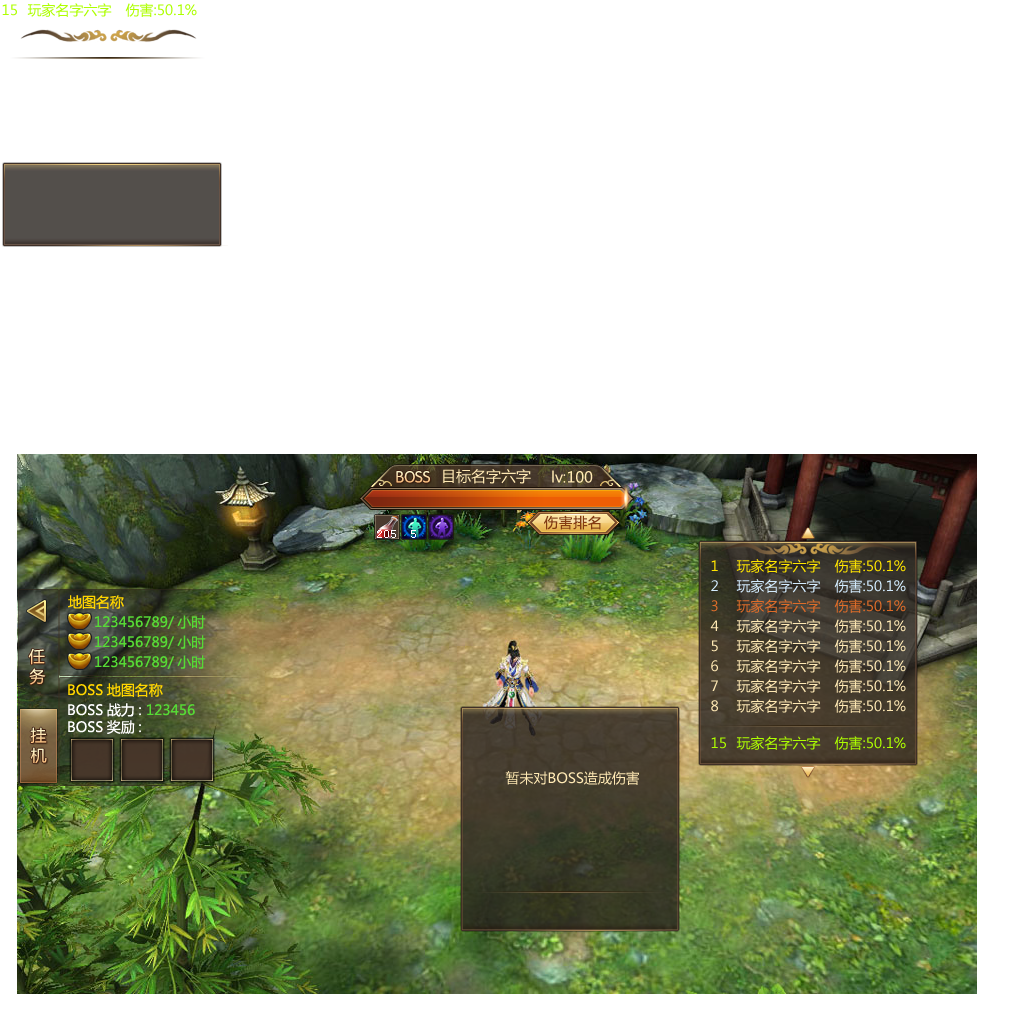 15 玩家名字六字 伤害:50.1%
BOSS 目标名字六字 lv:100
205 5
伤害排名
地图名称
123456789/ 小时
123456789/ 小时
123456789/ 小时
任务
BOSS 地图名称
BOSS 战力 : 123456
BOSS 奖励 :
挂机
1 玩家名字六字 伤害:50.1%
2 玩家名字六字 伤害:50.1%
3 玩家名字六字 伤害:50.1%
4 玩家名字六字 伤害:50.1%
5 玩家名字六字 伤害:50.1%
6 玩家名字六字 伤害:50.1%
7 玩家名字六字 伤害:50.1%
8 玩家名字六字 伤害:50.1%
15 玩家名字六字 伤害:50.1%
暂未对BOSS造成伤害